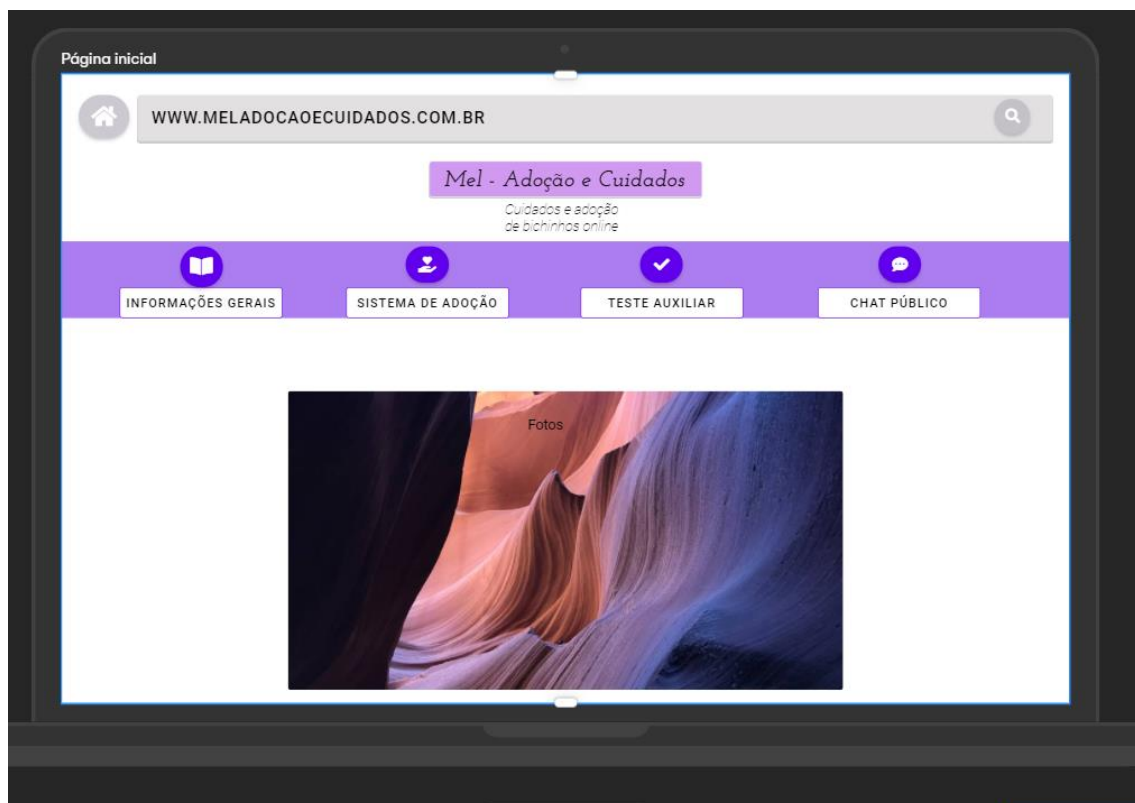 Página inicial
WWW.MELADOCAOECUIDADOS.COM.BR
Mel - Adoção e Cuidados
Cuidados e adoção
de bichinhos online
INFORMAÇÕES GERAIS
SISTEMA DE ADOÇÃO
TESTE AUXILIAR
CHAT PÚBLICO
Fotos